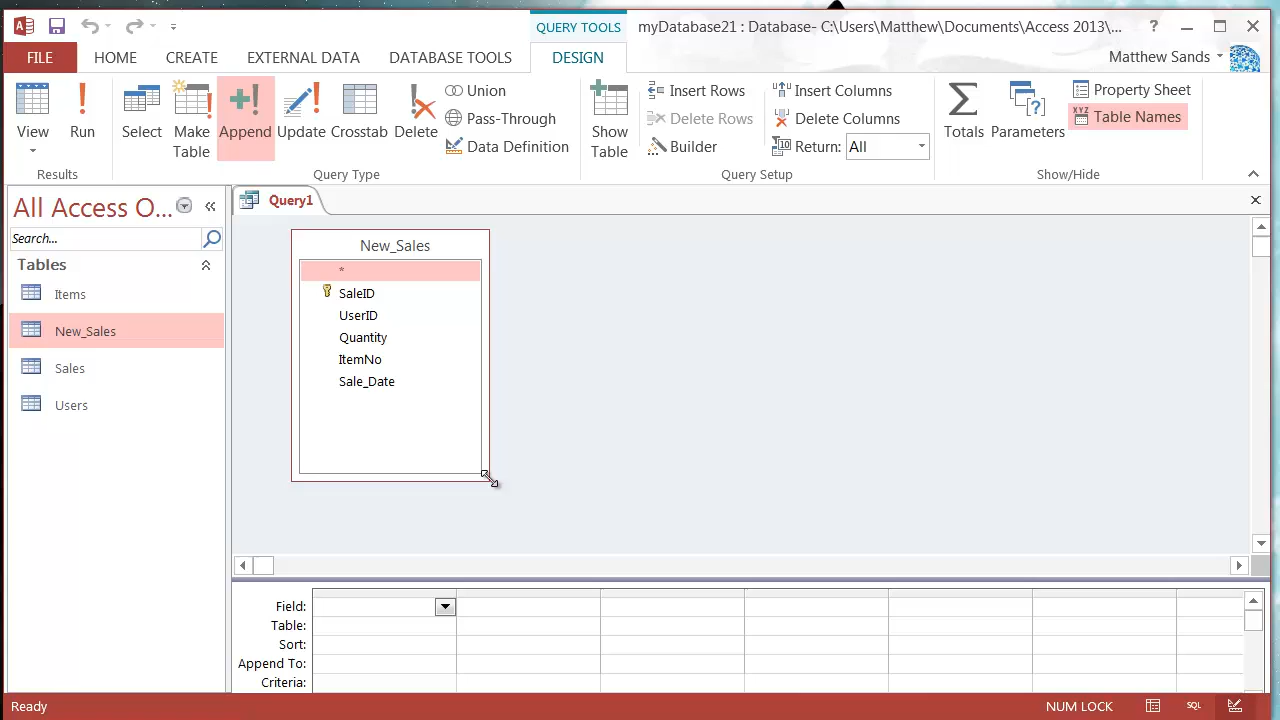 QUERY TOOLS
myDatabase21 : Database- C:\Users\Matthew\Documents\Access 2013\...
?
FILE
HOME
CREATE
EXTERNAL DATA
DATABASE TOOLS
DESIGN
Matthew Sands
View
Run
Select
Make Table
Append
Update
Crosstab
Delete
Union
Pass-Through
Data Definition
Show Table
Insert Rows
Delete Rows
Builder
Insert Columns
Delete Columns
Return: All
Totals
Parameters
Property Sheet
Table Names
Results
Query Type
Query Setup
Show/Hide
All Access O...
Search...
Tables
Items
New_Sales
Sales
Users
Query1
New_Sales
*
SaleID
UserID
Quantity
ItemNo
Sale_Date
Field:
Table:
Sort:
Append To:
Criteria:
Ready
NUM LOCK
SQL